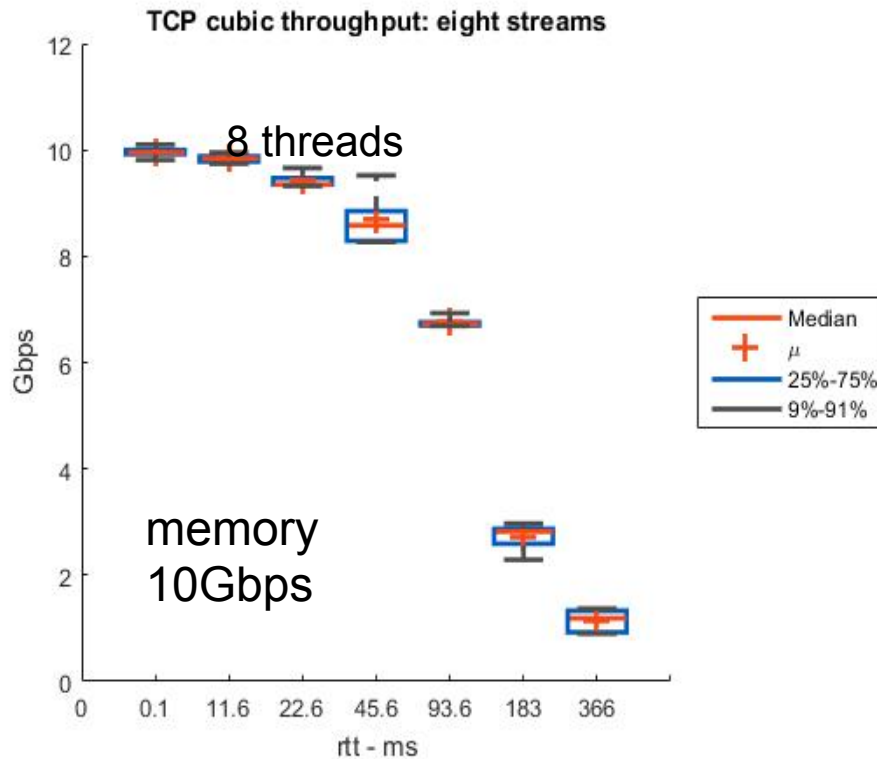 TCP cubic throughput: eight streams
12
10
8
6
4
2
0
Gbps
8 threads
memory
10Gbps
0 0.1 11.6 22.6 45.6 93.6 183 366
rtt - ms
Median
μ
25%-75%
9%-91%